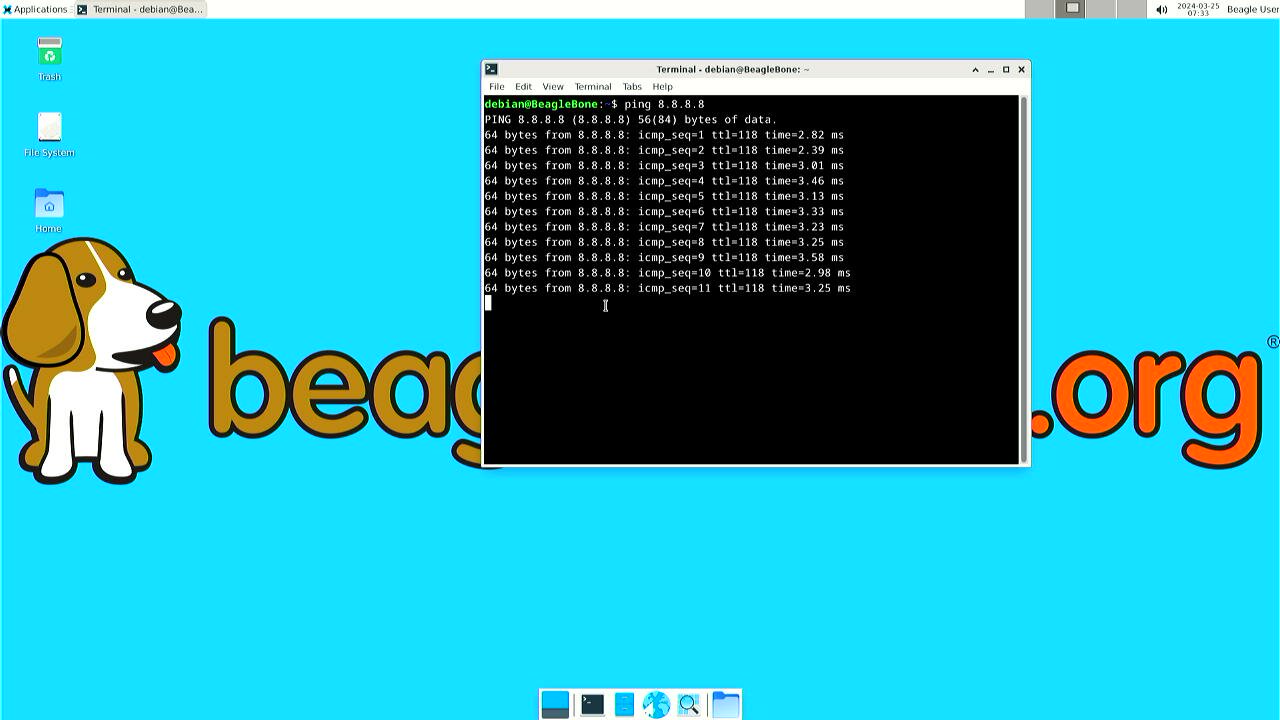 Applications
Terminal - debian@Bea...
2024-03-25
07:33
Beagle User
Trash
File System
Home
Terminal - debian@BeagleBone: ~
File Edit View Terminal Tabs Help
debian@BeagleBone:~$ ping 8.8.8.8
PING 8.8.8.8 (8.8.8.8) 56(84) bytes of data.
64 bytes from 8.8.8.8: icmp_seq=1 ttl=118 time=2.82 ms
64 bytes from 8.8.8.8: icmp_seq=2 ttl=118 time=2.39 ms
64 bytes from 8.8.8.8: icmp_seq=3 ttl=118 time=3.01 ms
64 bytes from 8.8.8.8: icmp_seq=4 ttl=118 time=3.46 ms
64 bytes from 8.8.8.8: icmp_seq=5 ttl=118 time=3.13 ms
64 bytes from 8.8.8.8: icmp_seq=6 ttl=118 time=3.33 ms
64 bytes from 8.8.8.8: icmp_seq=7 ttl=118 time=3.23 ms
64 bytes from 8.8.8.8: icmp_seq=8 ttl=118 time=3.25 ms
64 bytes from 8.8.8.8: icmp_seq=9 ttl=118 time=3.58 ms
64 bytes from 8.8.8.8: icmp_seq=10 ttl=118 time=2.98 ms
64 bytes from 8.8.8.8: icmp_seq=11 ttl=118 time=3.25 ms
beag .org ®